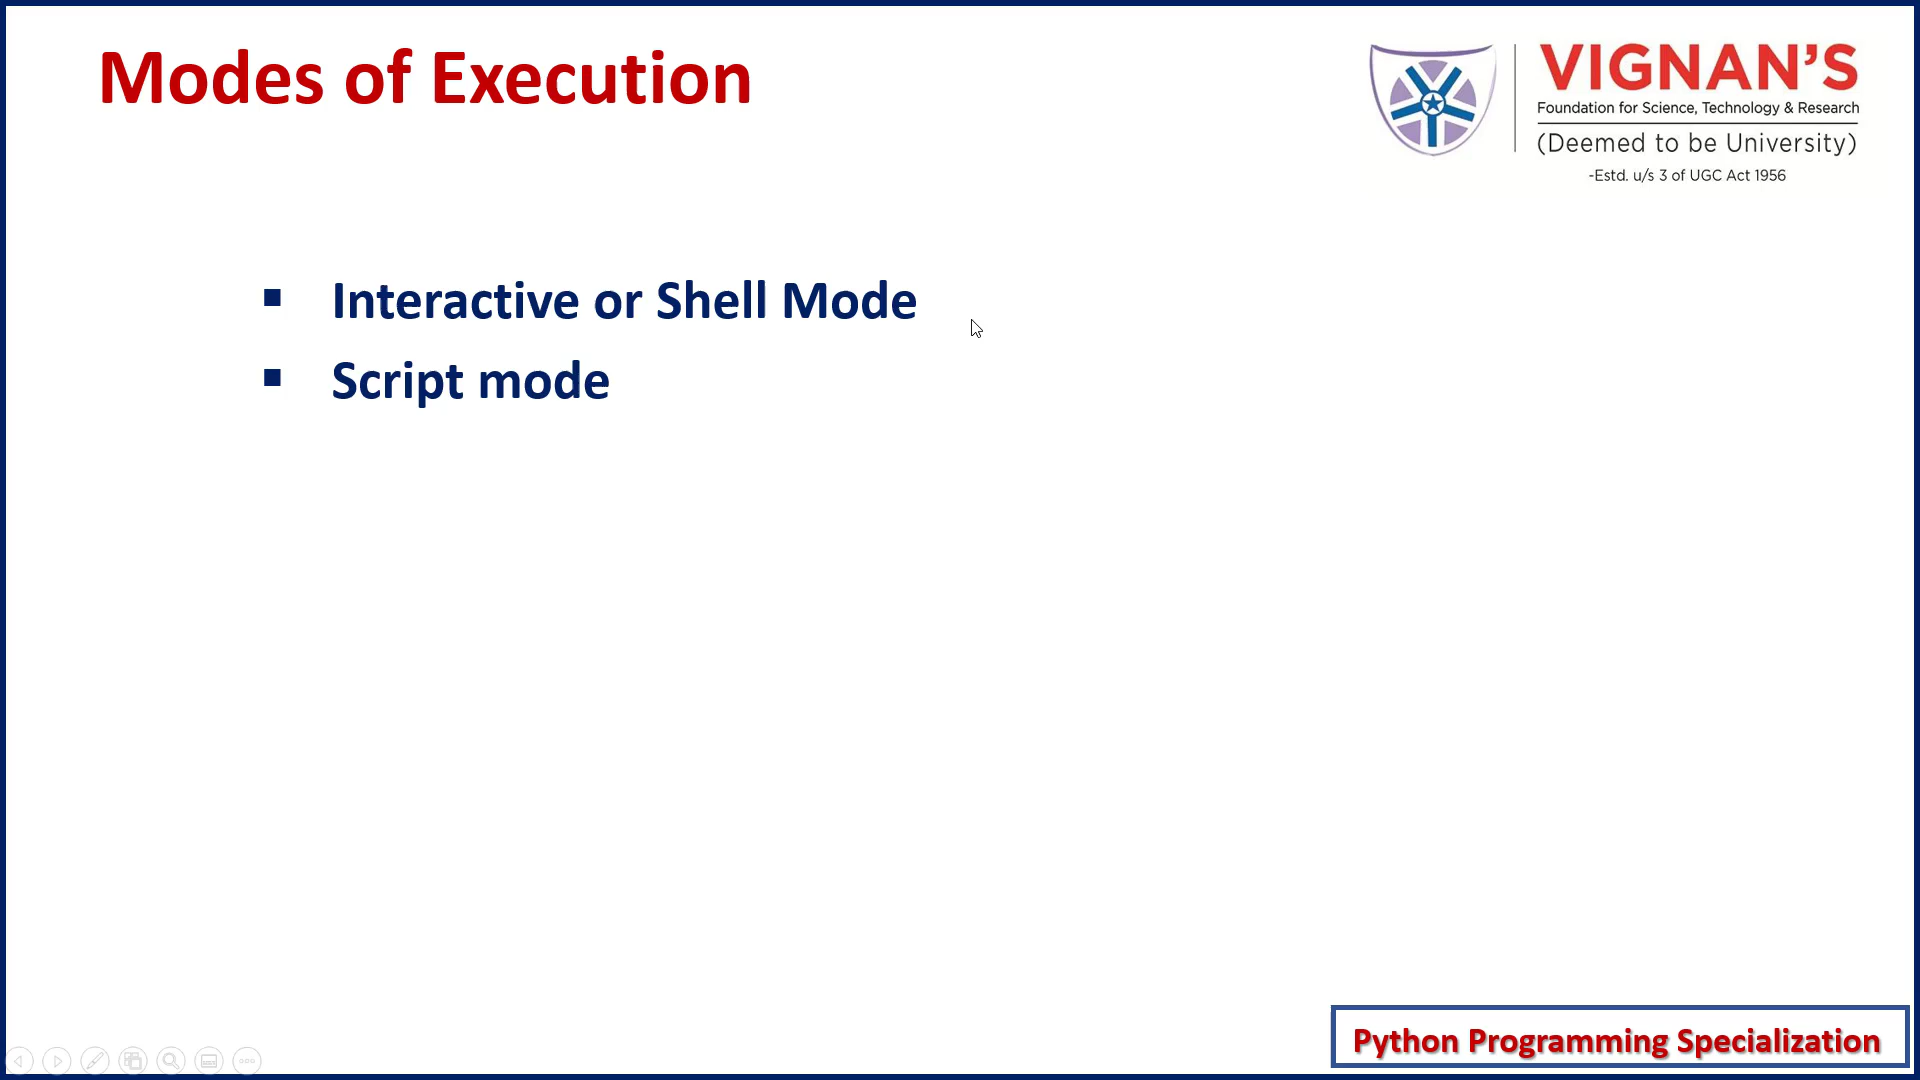 Modes of Execution
VIGNAN'S
Foundation for Science, Technology & Research
(Deemed to be University)
-Estd. u/s 3 of UGC Act 1956
Interactive or Shell Mode
Script mode
Python Programming Specialization